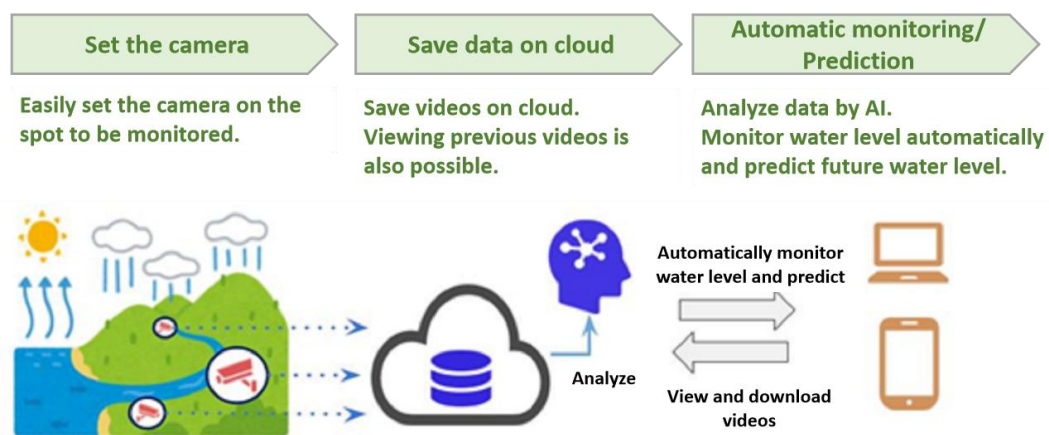 Set the camera
Save data on cloud
Automatic monitoring/
Prediction
Easily set the camera on the
spot to be monitored.
Save videos on cloud.
Viewing previous videos is
also possible.
Analyze data by AI.
Monitor water level automatically
and predict future water level.
Automatically monitor
water level and predict
Analyze
View and download
videos